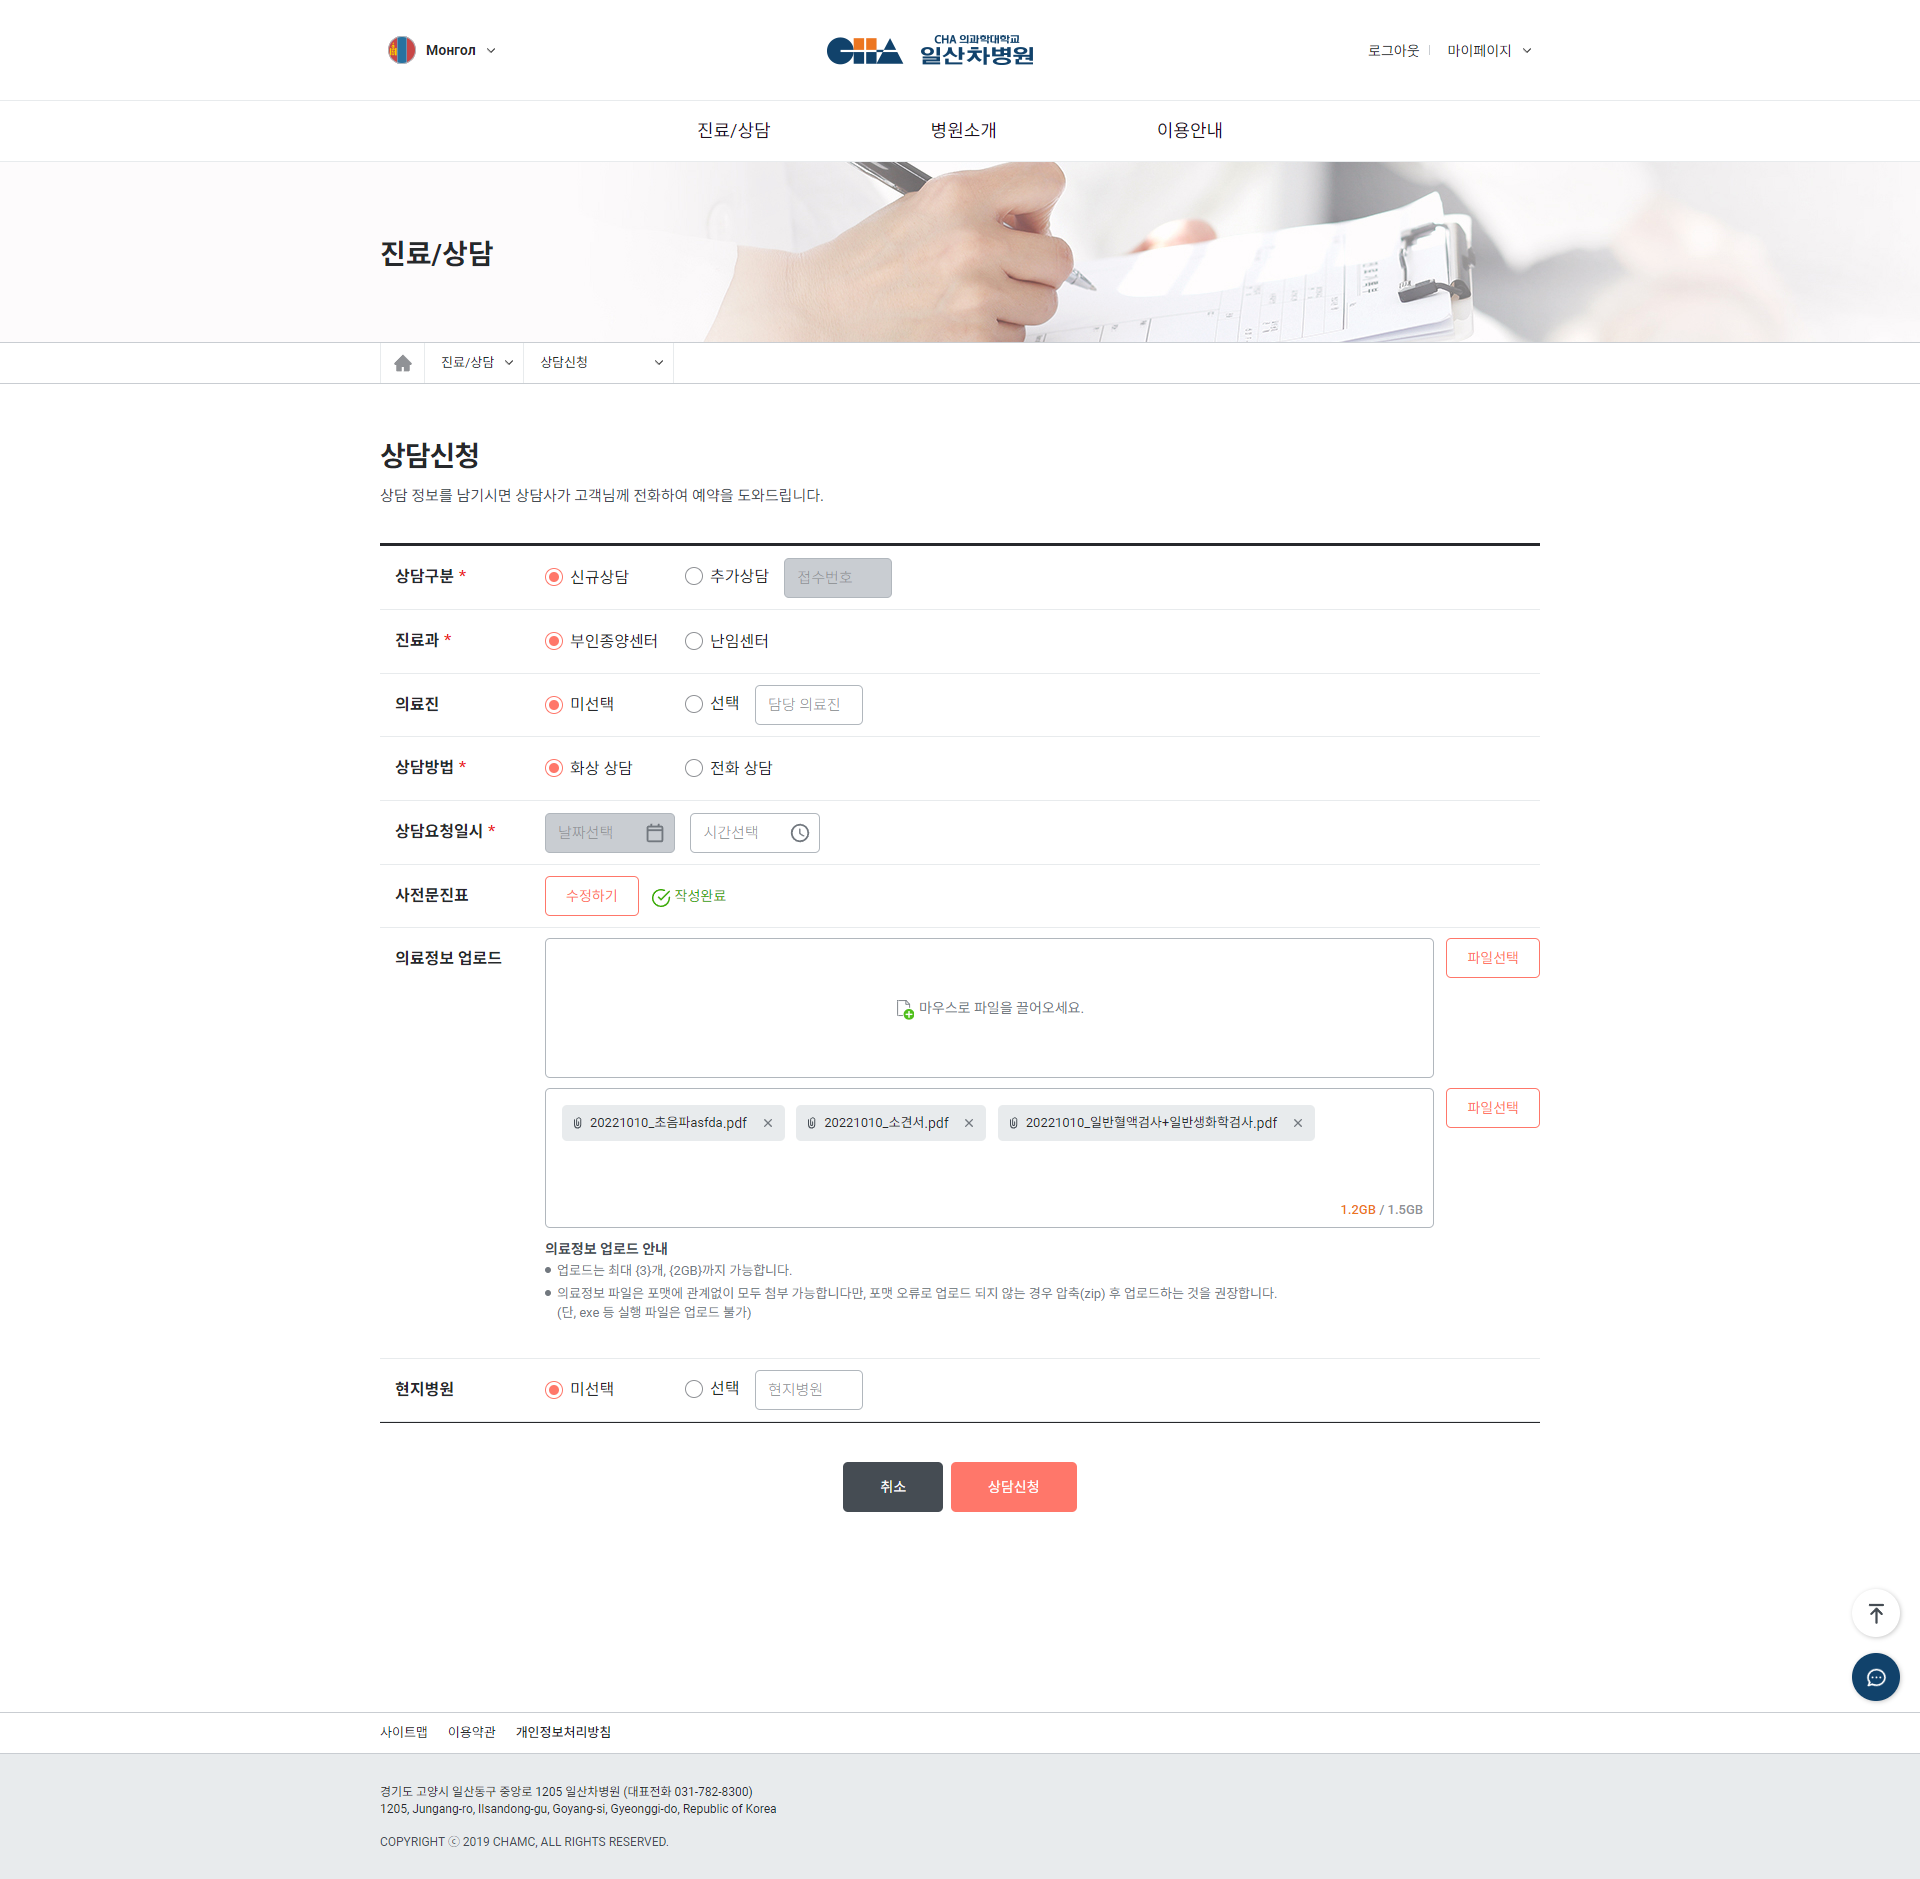 Монгол
CHA 의과학대학교
일산차병원
로그아웃
마이페이지
진료/상담
병원소개
이용안내
진료/상담
진료/상담
상담신청
상담신청
상담 정보를 남기시면 상담사가 고객님께 전화하여 예약을 도와드립니다.
상담구분 *
신규상담
추가상담
접수번호
진료과 *
부인종양센터
난임센터
의료진
미선택
선택
담당 의료진
상담방법 *
화상 상담
전화 상담
상담요청일시 *
날짜선택
시간선택
사전문진표
수정하기
작성완료
의료정보 업로드
마우스로 파일을 끌어오세요.
파일선택
20221010_초음파asfda.pdf
20221010_소견서.pdf
20221010_일반혈액검사+일반생화학검사.pdf
파일선택
1.2GB / 1.5GB
의료정보 업로드 안내
업로드는 최대 {3}개, {2GB}까지 가능합니다.
의료정보 파일은 포맷에 관계없이 모두 첨부 가능합니다만, 포맷 오류로 업로드 되지 않는 경우 압축(zip) 후 업로드하는 것을 권장합니다.
(단, exe 등 실행 파일은 업로드 불가)
현지병원
미선택
선택
현지병원
취소
상담신청
사이트맵
이용약관
개인정보처리방침
경기도 고양시 일산동구 중앙로 1205 일산차병원 (대표전화 031-782-8300)
1205, Jungang-ro, Ilsandong-gu, Goyang-si, Gyeonggi-do, Republic of Korea
COPYRIGHT ⓒ 2019 CHAMC, ALL RIGHTS RESERVED.